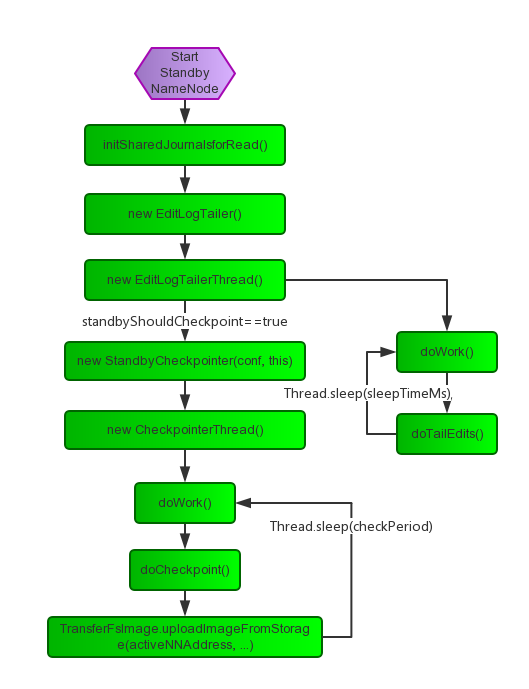 Start
Standby
NameNode
initSharedJournalsforRead()
new EditLogTailer()
new EditLogTailerThread()
standbyShouldCheckpoint==true
doWork()
new StandbyCheckpointer(conf, this)
Thread.sleep(sleepTimeMs),
new CheckpointerThread()
doTailEdits()
doWork()
Thread.sleep(checkPeriod)
doCheckpoint()
TransferFsImage.uploadImageFromStorag
e(activeNNAddress, ...)